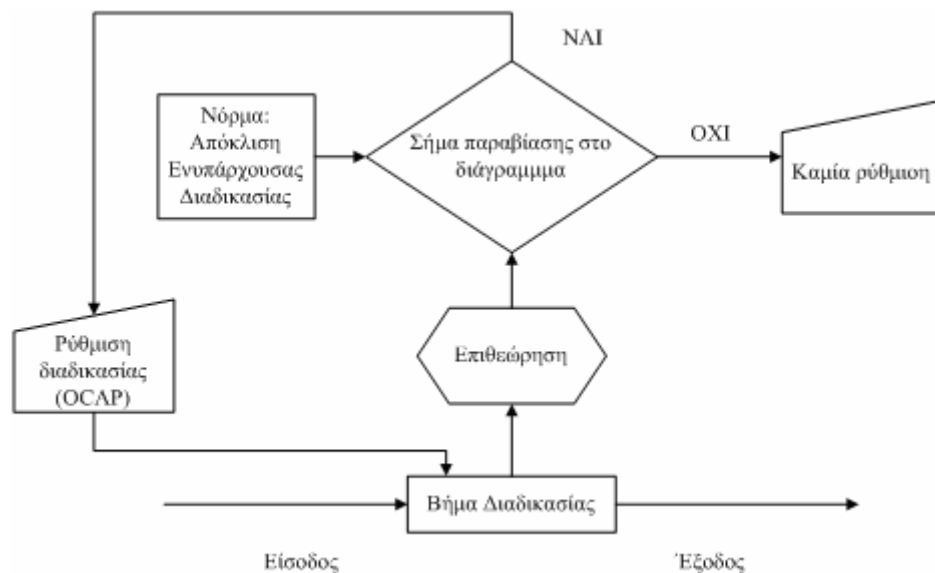 ΝΑΙ
Νόρμα:
Απόκλιση
Ενυπάρχουσας
Διαδικασίας
Σήμα παραβίασης στο
διάγραμμμα
ΟΧΙ
Καμία ρύθμιση
Ρύθμιση
διαδικασίας
(OCAP)
Επιθεώρηση
Βήμα Διαδικασίας
Είσοδος
Έξοδος